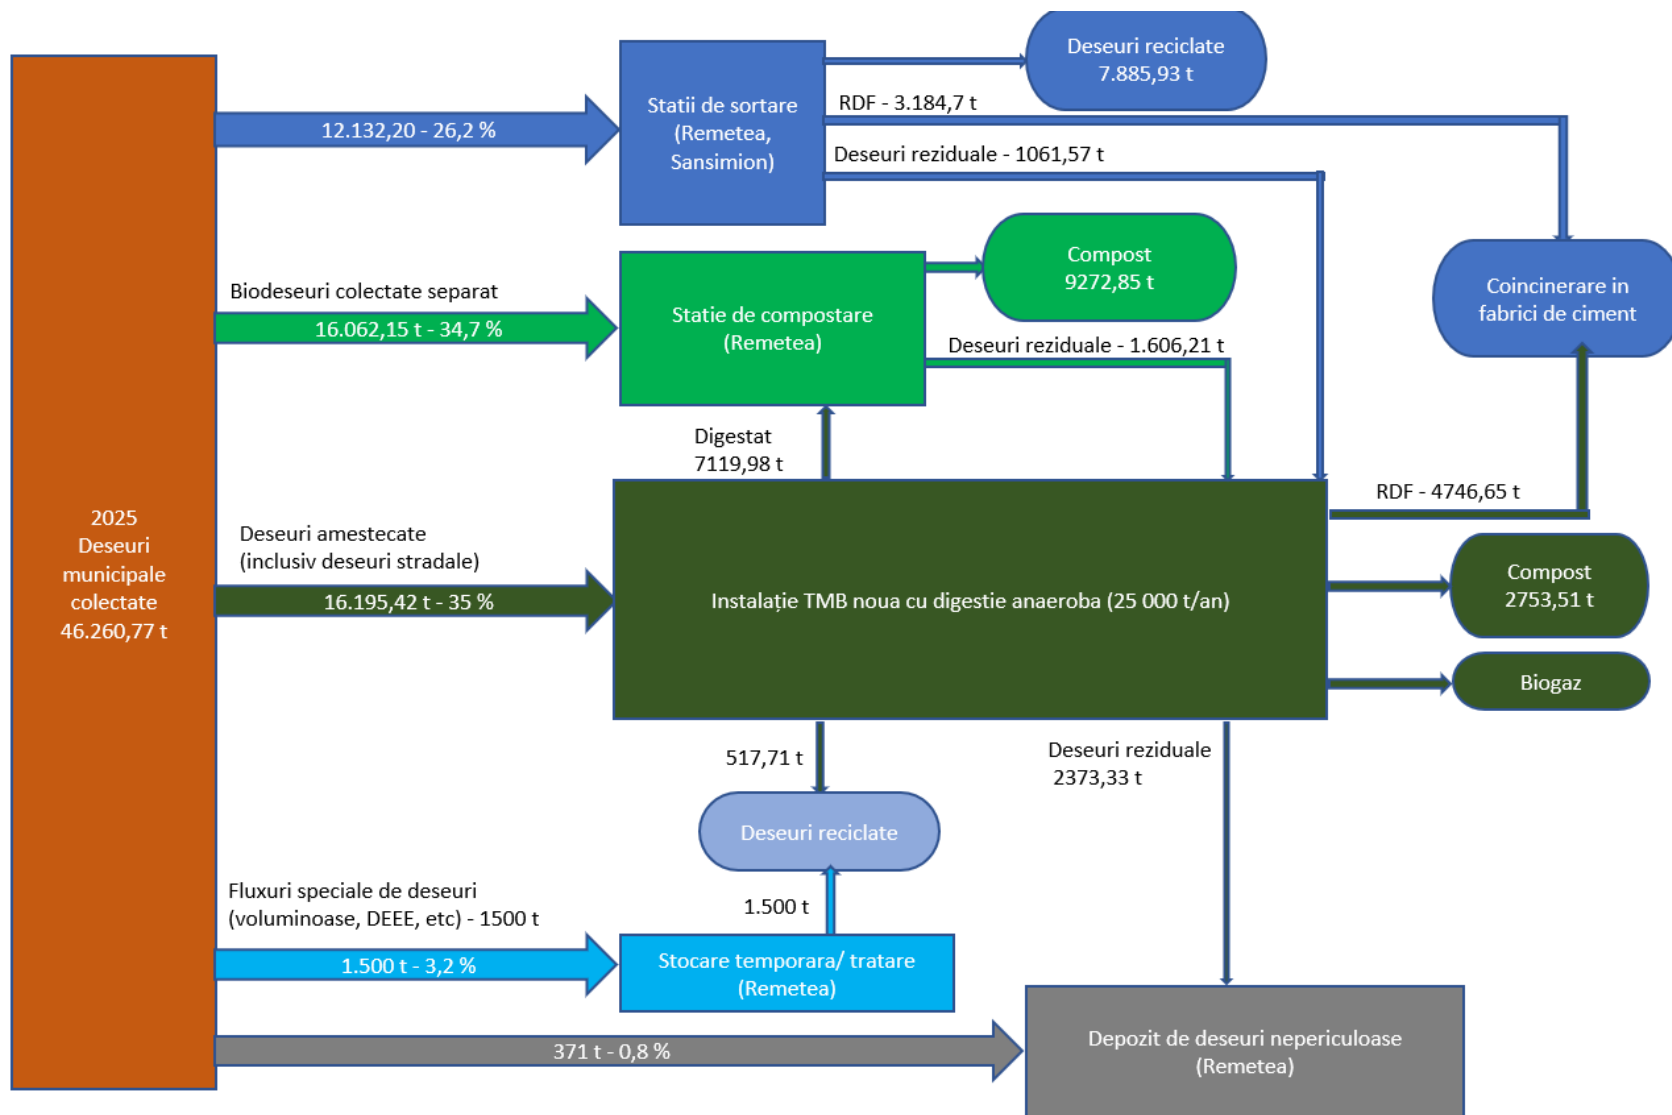 2025
Deseuri
municipale
colectate
46.260,77 t
12.132,20 - 26,2 %
Statii de sortare
(Remetea,
Sansimion)
Deseuri reciclate
7.885,93 t
RDF - 3.184,7 t
Deseuri reziduale - 1061,57 t
Biodeseuri colectate separat
16.062,15 t - 34,7 %
Statie de compostare
(Remetea)
Compost
9272,85 t
Deseuri reziduale - 1.606,21 t
Coincinerare in
fabrici de ciment
Digestat
7119,98 t
Deseuri amestecate
(inclusiv deseuri stradale)
16.195,42 t - 35 %
Instalație TMB noua cu digestie anaeroba (25 000 t/an)
RDF - 4746,65 t
Compost
2753,51 t
Biogaz
517,71 t
Deseuri reziduale
2373,33 t
Deseuri reciclate
Fluxuri speciale de deseuri
(voluminoase, DEEE, etc) - 1500 t
1.500 t - 3,2 %
1.500 t
Stocare temporara/ tratare
(Remetea)
371 t - 0,8 %
Depozit de deseuri nepericuloase
(Remetea)